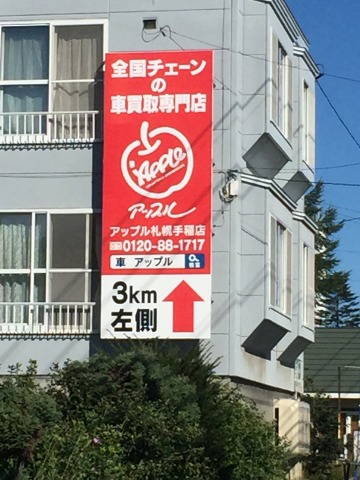 全国チェーン
の
車買取専門店
APPLE
アップル
アップル札幌手稲店
0120-88-1717
車 アップル 検索
3km
左側